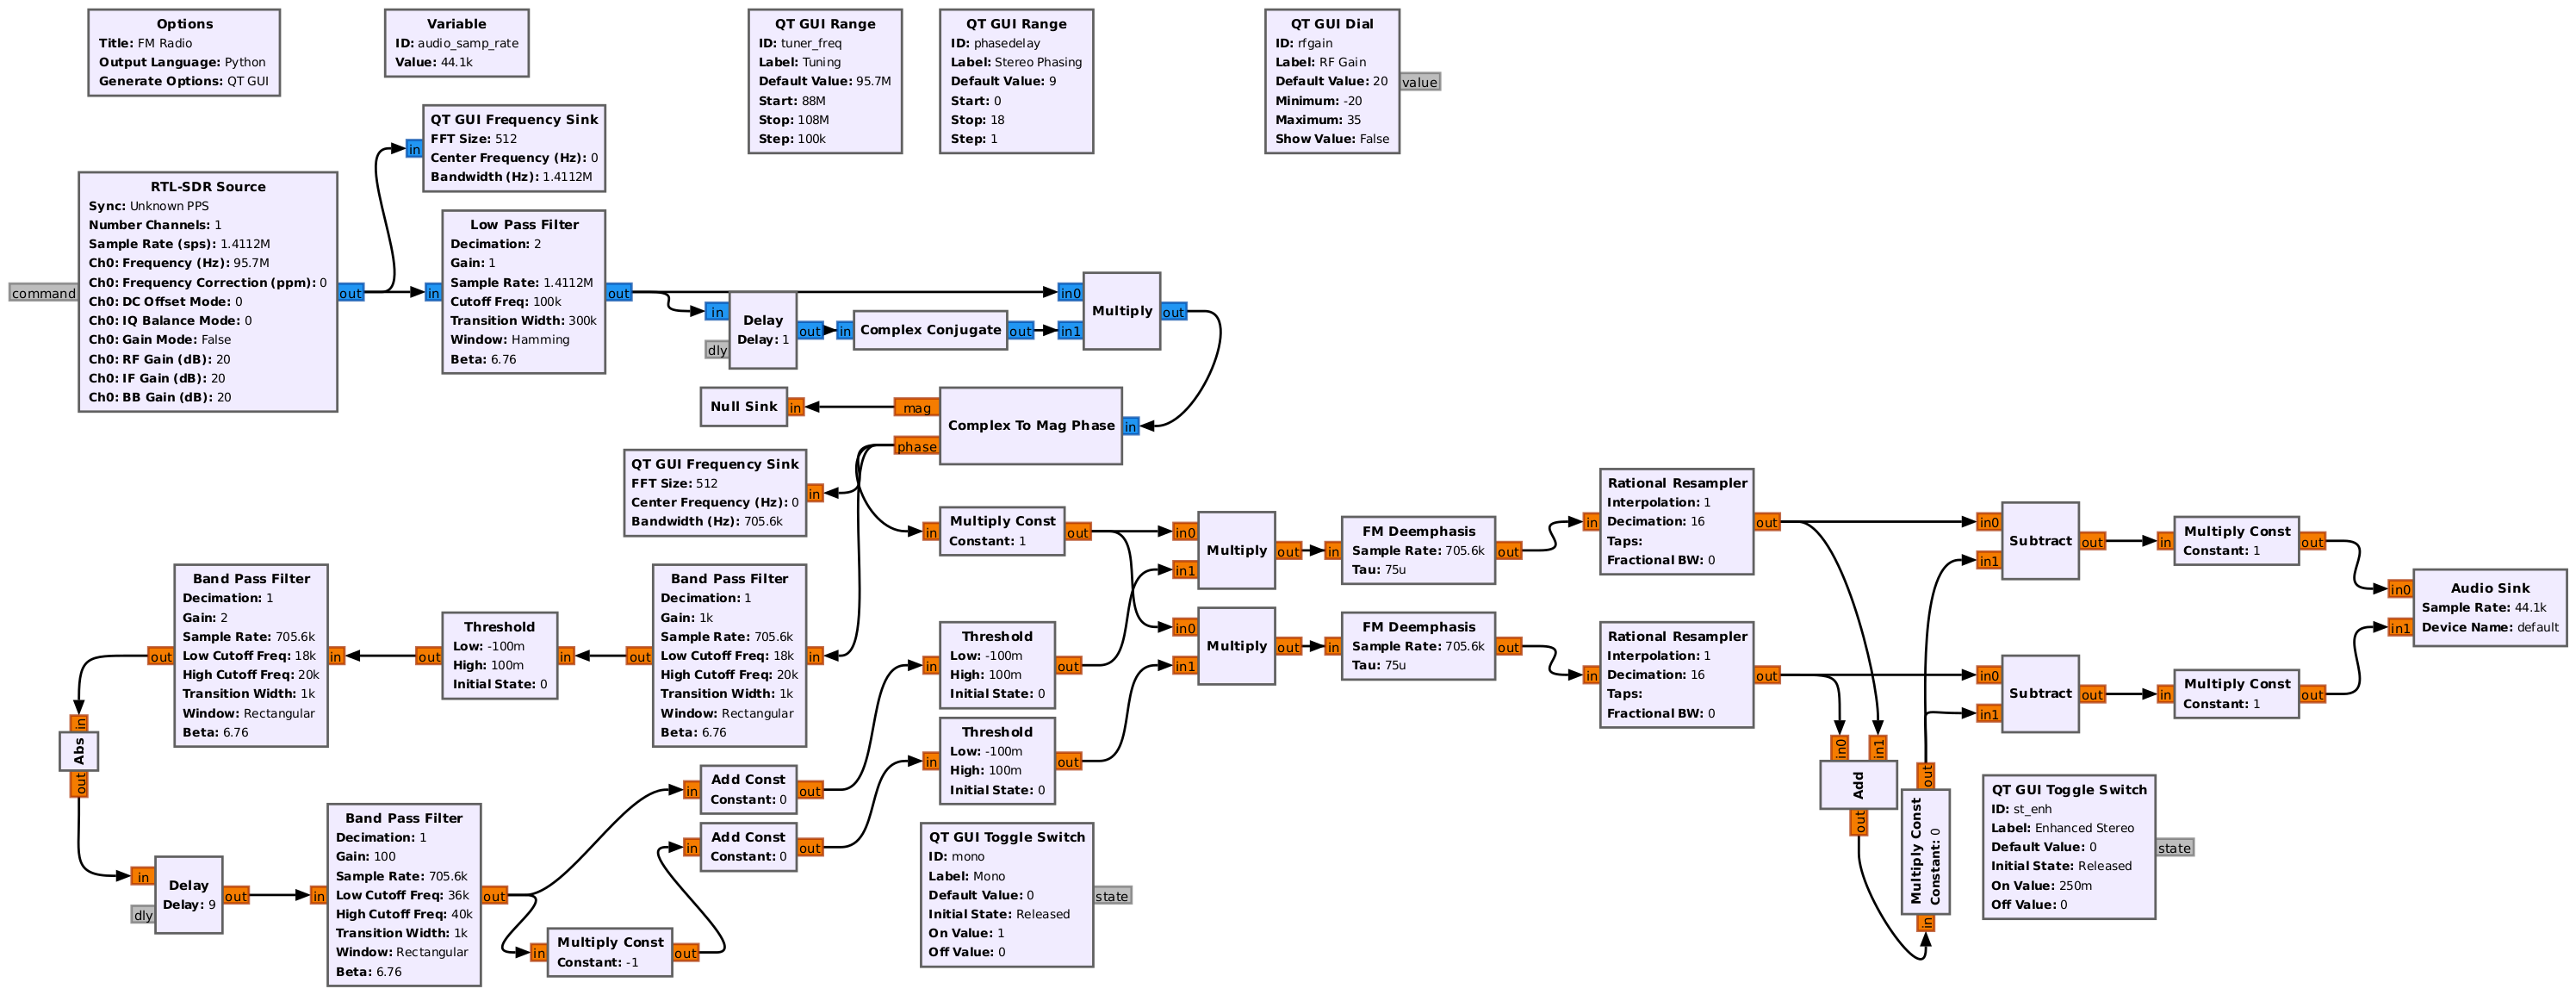 Options
Title: FM Radio
Output Language: Python
Generate Options: QT GUI
Variable
ID: audio_samp_rate
Value: 44.1k
QT GUI Range
ID: tuner_freq
Label: Tuning
Default Value: 95.7M
Start: 88M
Stop: 108M
Step: 100k
QT GUI Range
ID: phasedelay
Label: Stereo Phasing
Default Value: 9
Start: 0
Stop: 18
Step: 1
QT GUI Dial
ID: rfgain
Label: RF Gain
Default Value: 20
Minimum: -20
Maximum: 35
Show Value: False
value
QT GUI Frequency Sink
FFT Size: 512
Center Frequency (Hz): 0
Bandwidth (Hz): 1.4112M
in
RTL-SDR Source
Sync: Unknown PPS
Number Channels: 1
Sample Rate (sps): 1.4112M
Ch0: Frequency (Hz): 95.7M
Ch0: Frequency Correction (ppm): 0
Ch0: DC Offset Mode: 0
Ch0: IQ Balance Mode: 0
Ch0: Gain Mode: False
Ch0: RF Gain (dB): 20
Ch0: IF Gain (dB): 20
Ch0: BB Gain (dB): 20
command
out
Low Pass Filter
Decimation: 2
Gain: 1
Sample Rate: 1.4112M
Cutoff Freq: 100k
Transition Width: 300k
Window: Hamming
Beta: 6.76
in
out
Delay
Delay: 1
in
dly
out
Complex Conjugate
in
out
Multiply
in0
in1
out
Null Sink
in
Complex To Mag Phase
mag
phase
in
QT GUI Frequency Sink
FFT Size: 512
Center Frequency (Hz): 0
Bandwidth (Hz): 705.6k
in
Multiply Const
Constant: 1
in
out
Multiply
in0
in1
out
FM Deemphasis
Sample Rate: 705.6k
Tau: 75u
in
out
Rational Resampler
Interpolation: 1
Decimation: 16
Taps:
Fractional BW: 0
in
out
Subtract
in0
in1
out
Multiply Const
Constant: 1
in
out
Audio Sink
Sample Rate: 44.1k
Device Name: default
in0
in1
Band Pass Filter
Decimation: 1
Gain: 2
Sample Rate: 705.6k
Low Cutoff Freq: 18k
High Cutoff Freq: 20k
Transition Width: 1k
Window: Rectangular
Beta: 6.76
out
in
Threshold
Low: -100m
High: 100m
Initial State: 0
out
in
Band Pass Filter
Decimation: 1
Gain: 1k
Sample Rate: 705.6k
Low Cutoff Freq: 18k
High Cutoff Freq: 20k
Transition Width: 1k
Window: Rectangular
Beta: 6.76
out
in
Threshold
Low: -100m
High: 100m
Initial State: 0
in
out
Multiply
in0
in1
out
FM Deemphasis
Sample Rate: 705.6k
Tau: 75u
in
out
Rational Resampler
Interpolation: 1
Decimation: 16
Taps:
Fractional BW: 0
in
out
Subtract
in0
in1
out
Multiply Const
Constant: 1
in
out
Abs
in
out
Threshold
Low: -100m
High: 100m
Initial State: 0
in
out
Add Const
Constant: 0
in
out
Add Const
Constant: 0
in
out
Add
in0
in1
out
Multiply Const
Constant: 0
in
out
QT GUI Toggle Switch
ID: st_enh
Label: Enhanced Stereo
Default Value: 0
Initial State: Released
On Value: 250m
Off Value: 0
state
Delay
Delay: 9
in
dly
out
Band Pass Filter
Decimation: 1
Gain: 100
Sample Rate: 705.6k
Low Cutoff Freq: 36k
High Cutoff Freq: 40k
Transition Width: 1k
Window: Rectangular
Beta: 6.76
in
out
Multiply Const
Constant: -1
in
out
QT GUI Toggle Switch
ID: mono
Label: Mono
Default Value: 0
Initial State: Released
On Value: 1
Off Value: 0
state